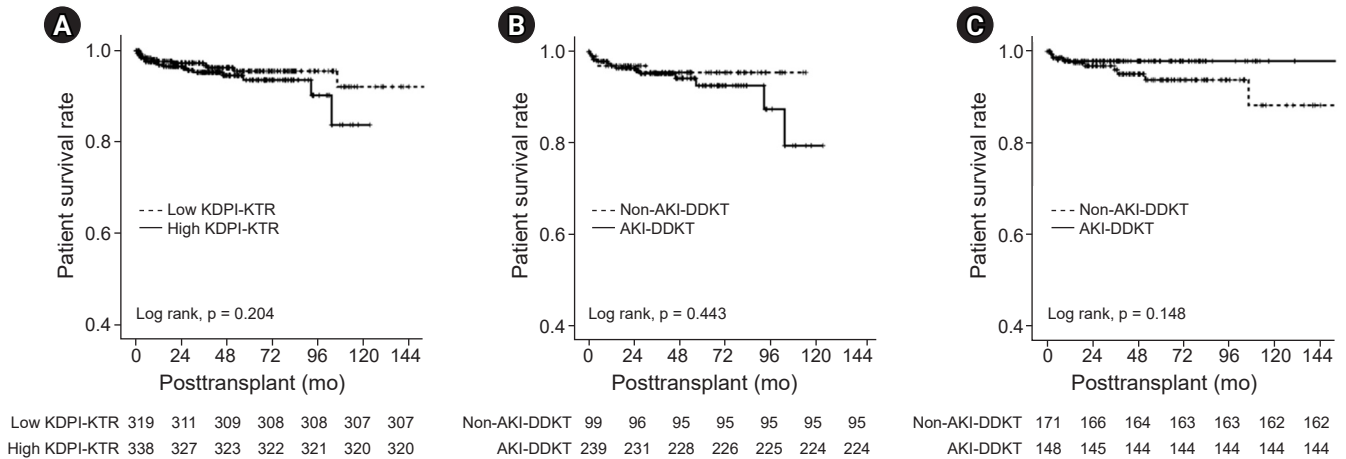 A
Patient survival rate
1.0
0.8
0.6
0.4
Low KDPI-KTR
High KDPI-KTR
Log rank, p = 0.204
0 24 48 72 96 120 144
Posttransplant (mo)
Low KDPI-KTR 319 311 309 308 308 307 307
High KDPI-KTR 338 327 323 322 321 320 320
B
Patient survival rate
1.0
0.8
0.6
0.4
Non-AKI-DDKT
AKI-DDKT
Log rank, p = 0.443
0 24 48 72 96 120 144
Posttransplant (mo)
Non-AKI-DDKT 99 96 95 95 95 95 95
AKI-DDKT 239 231 228 226 225 224 224
C
Patient survival rate
1.0
0.8
0.6
0.4
Non-AKI-DDKT
AKI-DDKT
Log rank, p = 0.148
0 24 48 72 96 120 144
Posttransplant (mo)
Non-AKI-DDKT 171 166 164 163 163 162 162
AKI-DDKT 148 145 144 144 144 144 144